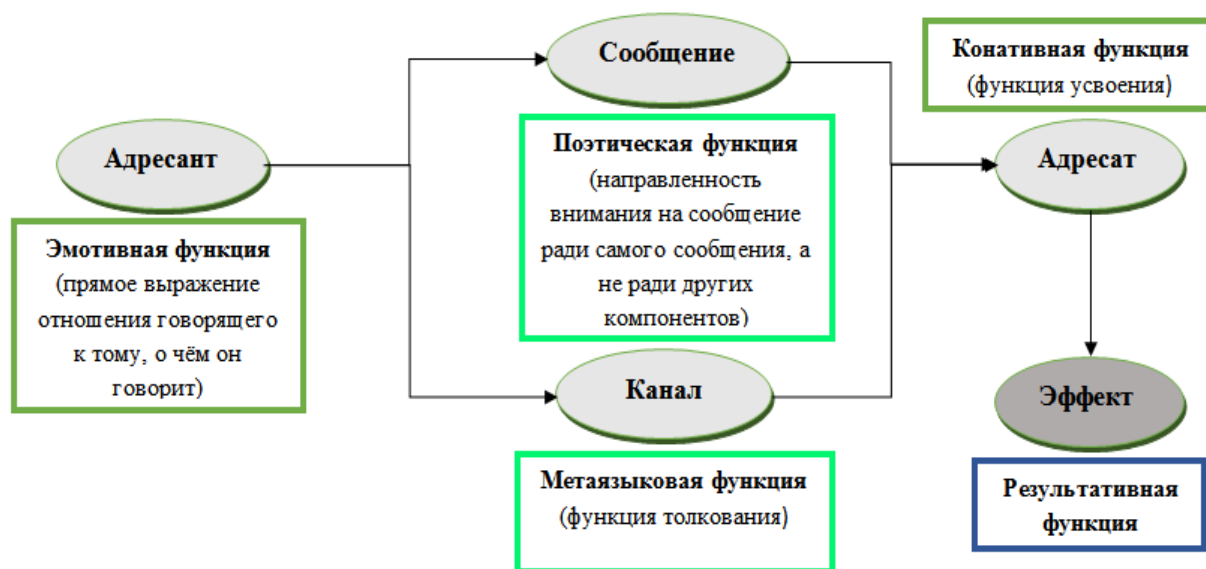 Сообщение
Конативная функция
(функция усвоения)
Адресант
Поэтическая функция
(направленность
внимания на сообщение
ради самого сообщения, а
не ради других
компонентов)
Адресат
Эмотивная функция
(прямое выражение
отношения говорящего
к тому, о чём он
говорит)
Канал
Эффект
Метаязыковая функция
(функция толкования)
Результативная
функция